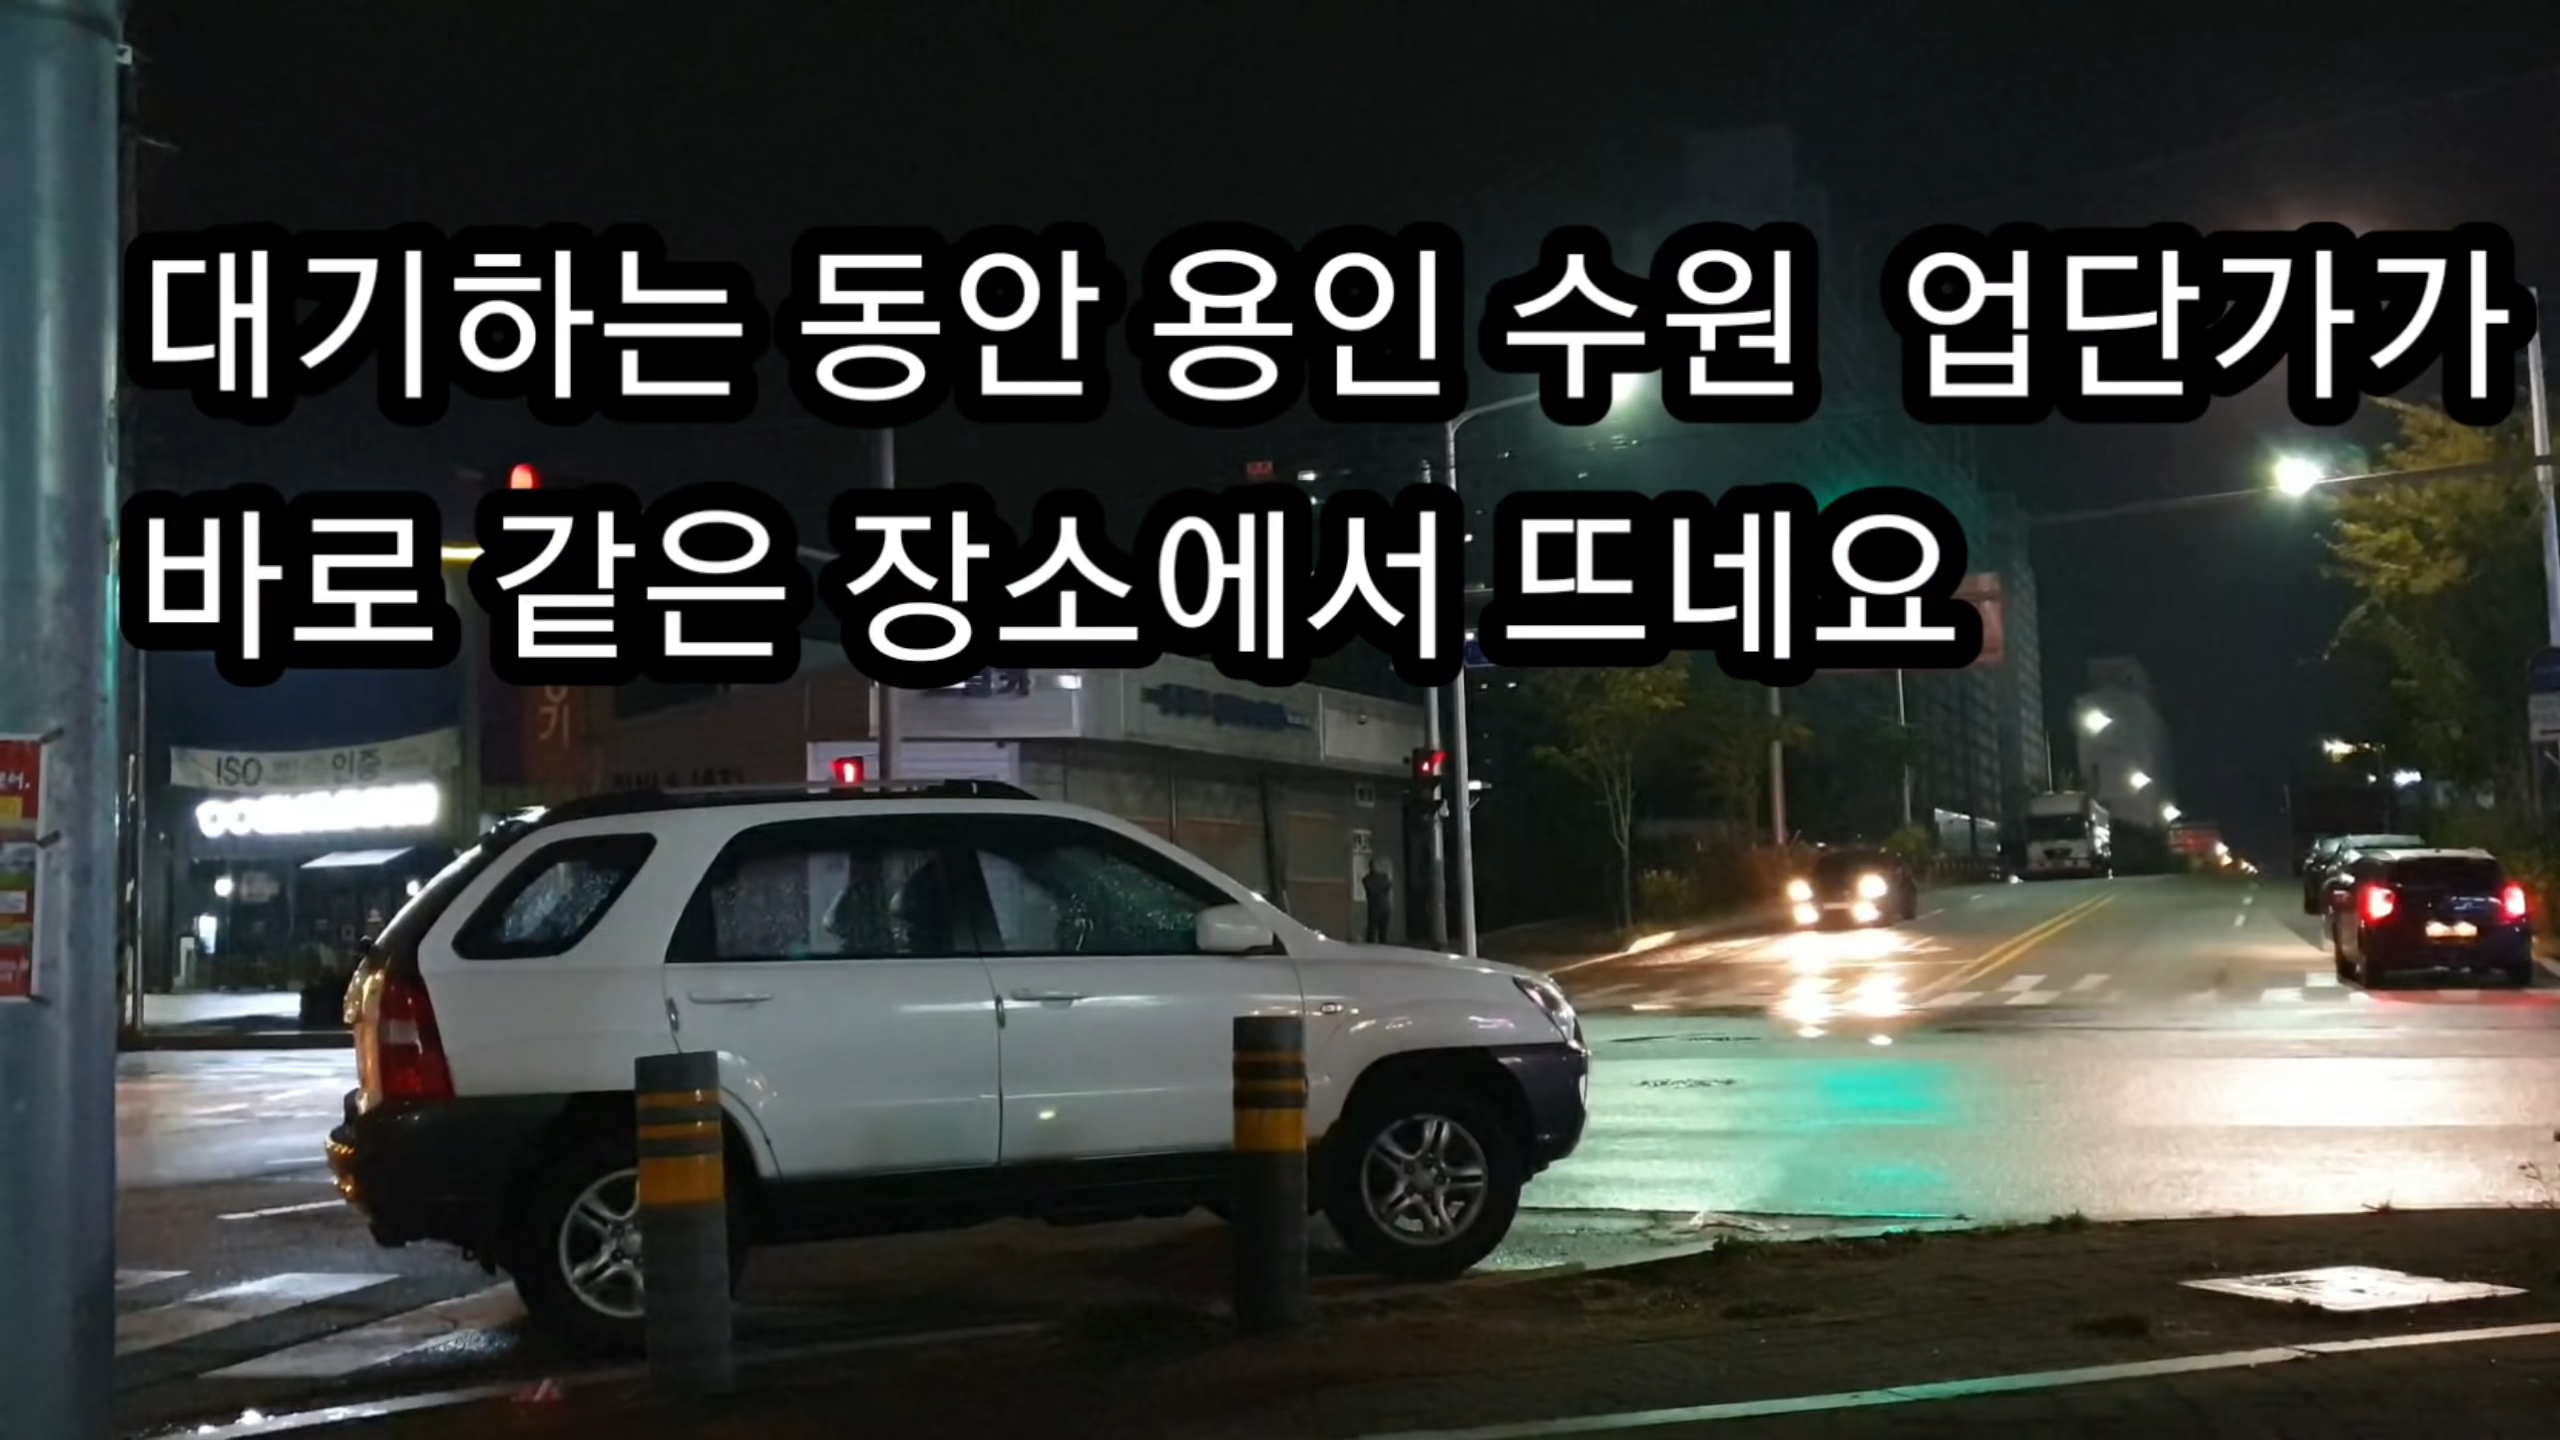 대기하는 동안 용인 수원 업단가가
바로 같은 장소에서 뜨네요
기
ISO
인증